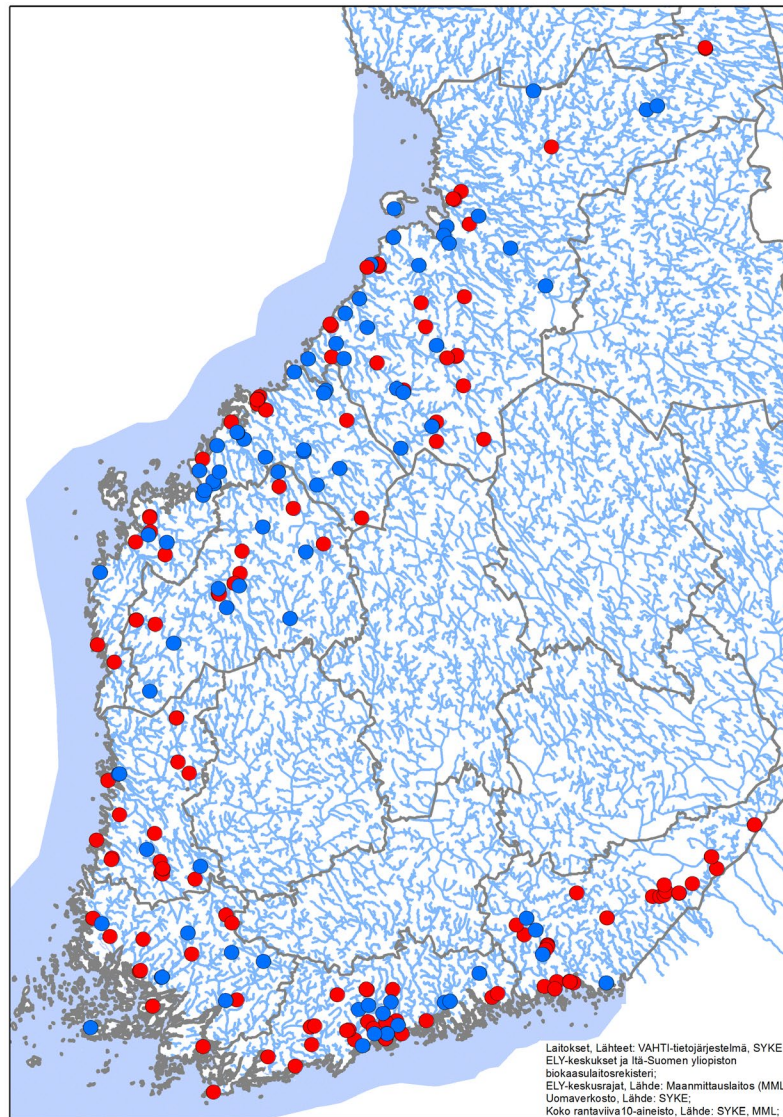 Laitokset, Lähteet: VAHTI-tietojärjestelmä, SYKE
ELY-keskukset ja Itä-Suomen yliopiston
biokaasulaitosrekisteri;
ELY-keskusrajat, Lähde: Maanmittauslaitos (MML
Uomaverkosto, Lähde: SYKE;
Koko rantaviiva10-aineisto, Lähde: SYKE, MML;